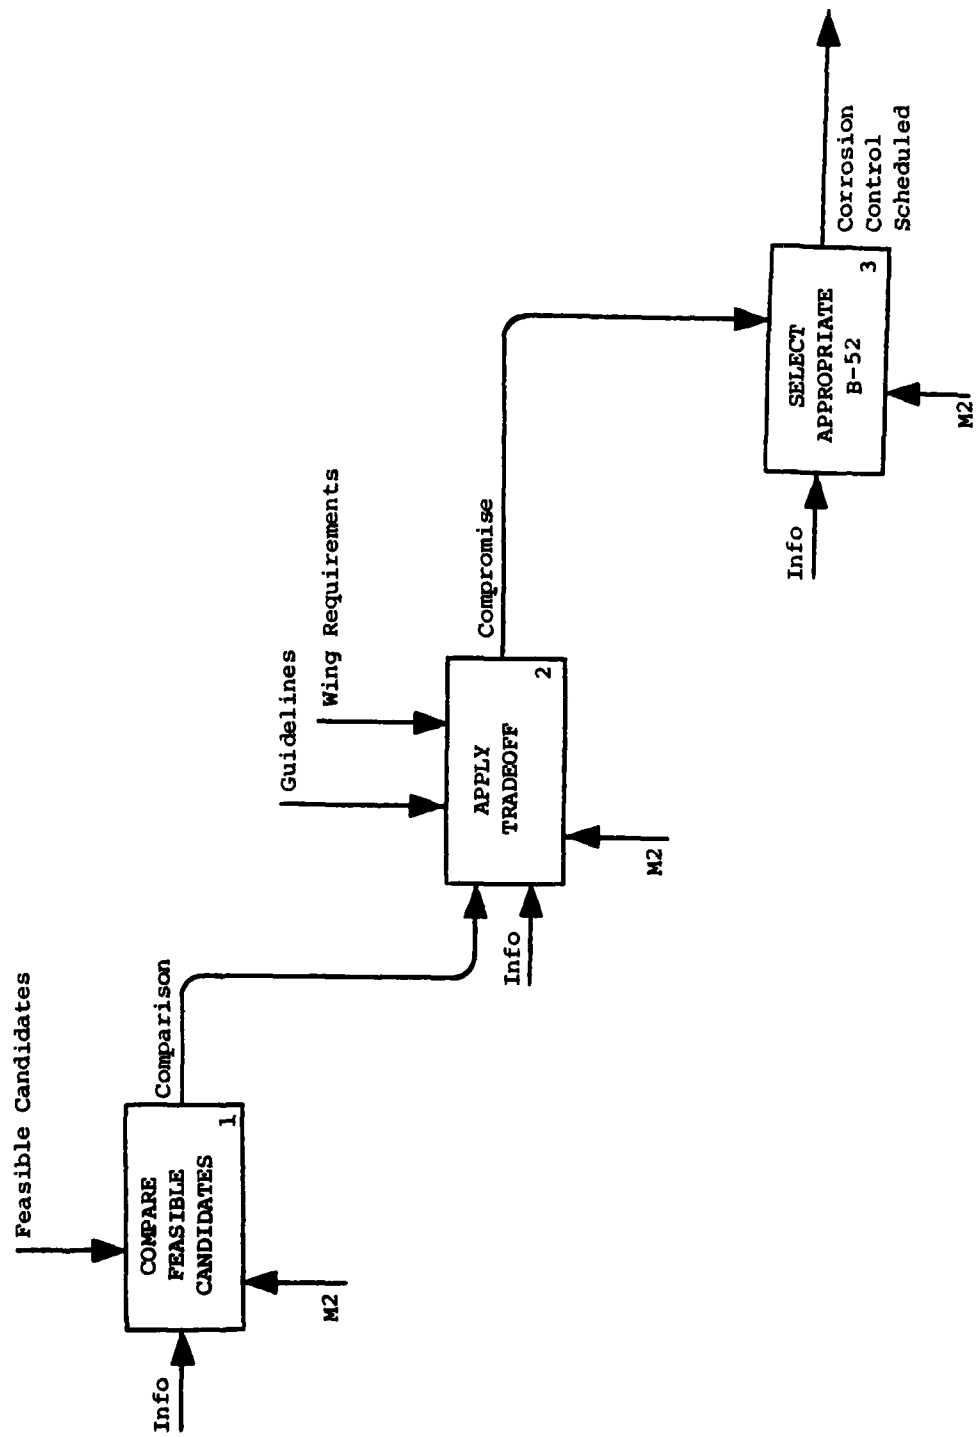 Feasible Candidates
Info
COMPARE
FEASIBLE
CANDIDATES
1
M2
Comparison
Guidelines
Wing Requirements
Info
APPLY
TRADEOFF
2
M2
Compromise
Info
SELECT
APPROPRIATE
B-52
3
M2
Corrosion
Control
Scheduled